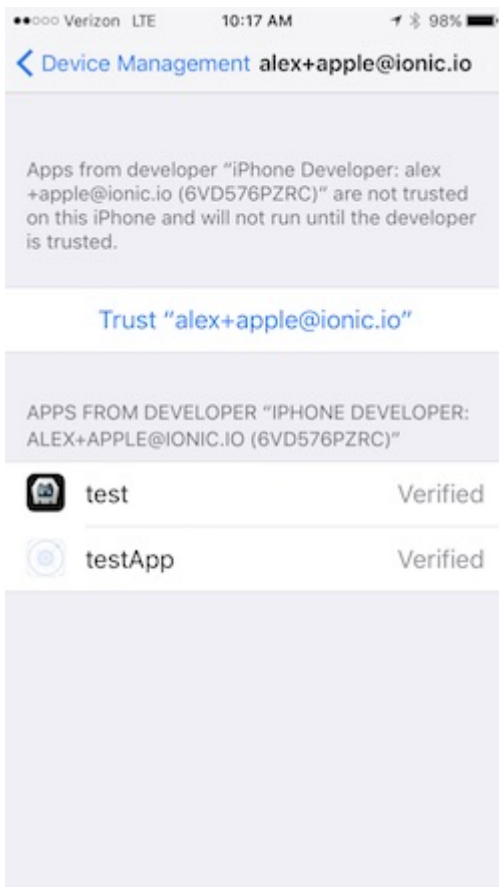 Verizon LTE 10:17 AM 98%
Device Management alex+apple@ionic.io
Apps from developer “iPhone Developer: alex
+apple@ionic.io (6VD576PZRC)” are not trusted
on this iPhone and will not run until the developer
is trusted.
Trust “alex+apple@ionic.io”
APPS FROM DEVELOPER “IPHONE DEVELOPER:
ALEX+APPLE@IONIC.IO (6VD576PZRC)”
test Verified
testApp Verified